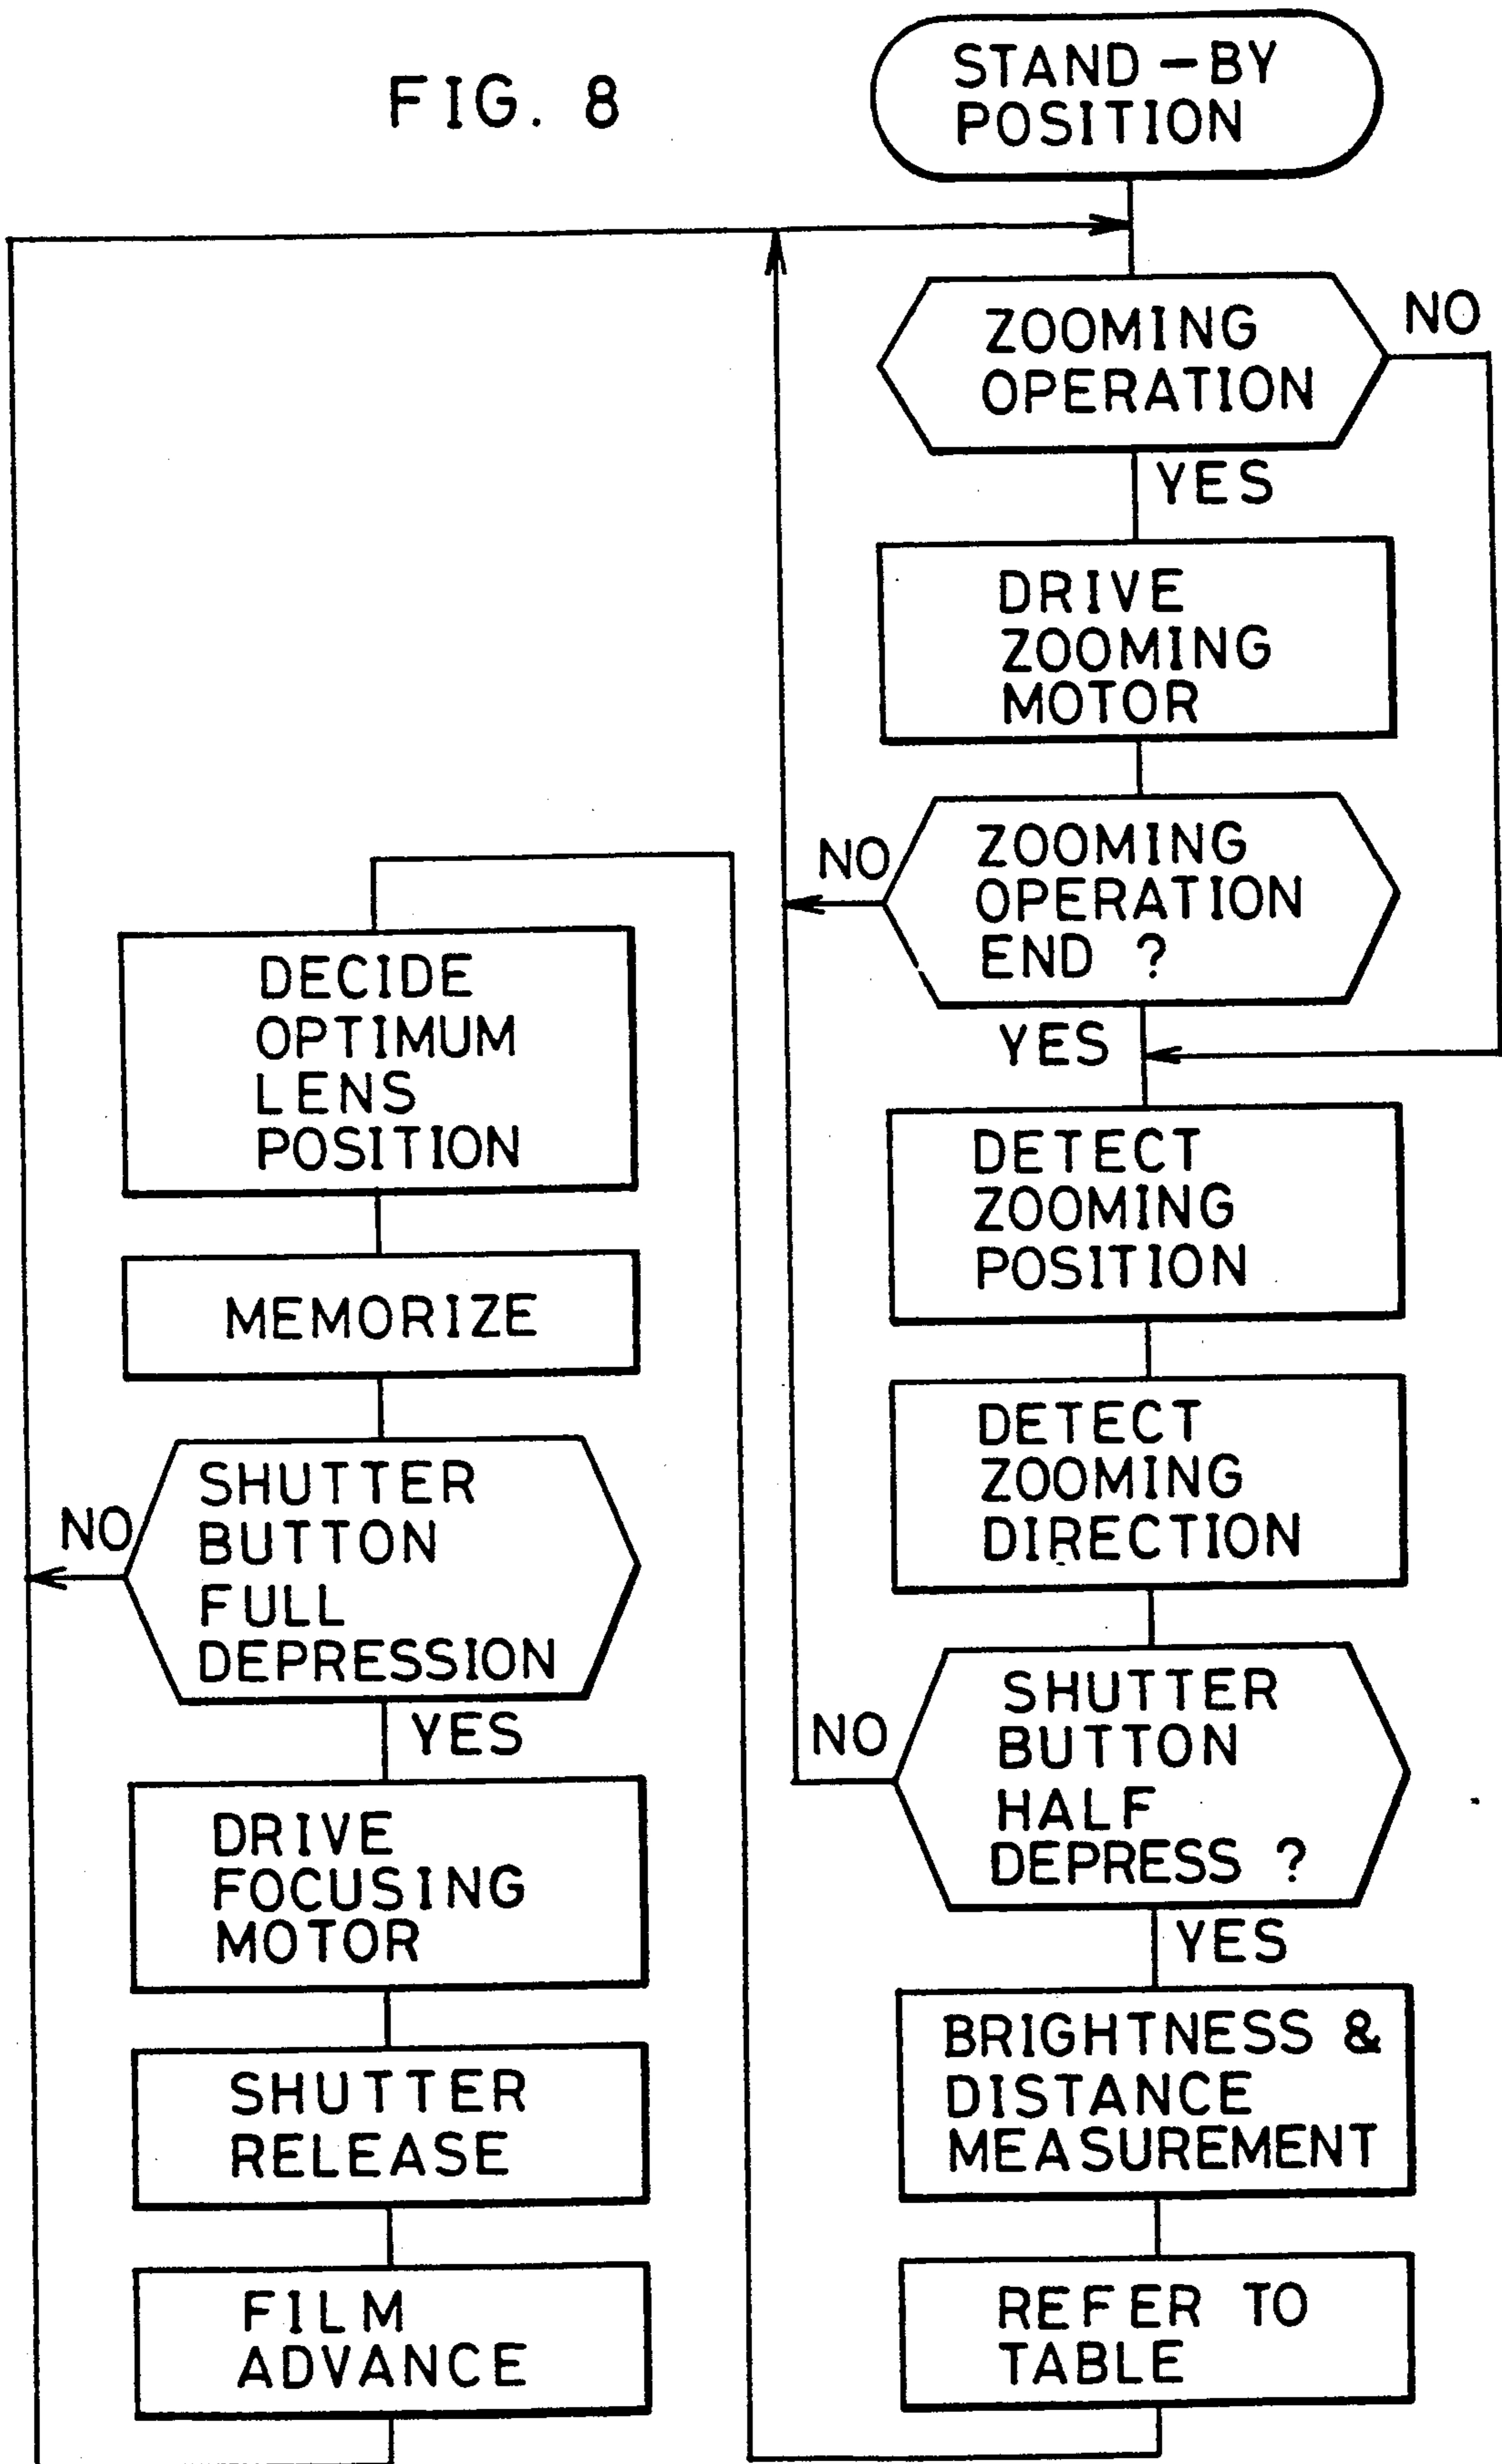 FIG. 8
STAND-BY
POSITION
ZOOMING
OPERATION
NO
YES
DRIVE
ZOOMING
MOTOR
ZOOMING
OPERATION
END ?
NO
YES
DETECT
ZOOMING
POSITION
DETECT
ZOOMING
DIRECTION
SHUTTER
BUTTON
HALF
DEPRESS ?
NO
YES
BRIGHTNESS &
DISTANCE
MEASUREMENT
REFER TO
TABLE
DECIDE
OPTIMUM
LENS
POSITION
MEMORIZE
SHUTTER
BUTTON
FULL
DEPRESSION
NO
YES
DRIVE
FOCUSING
MOTOR
SHUTTER
RELEASE
FILM
ADVANCE